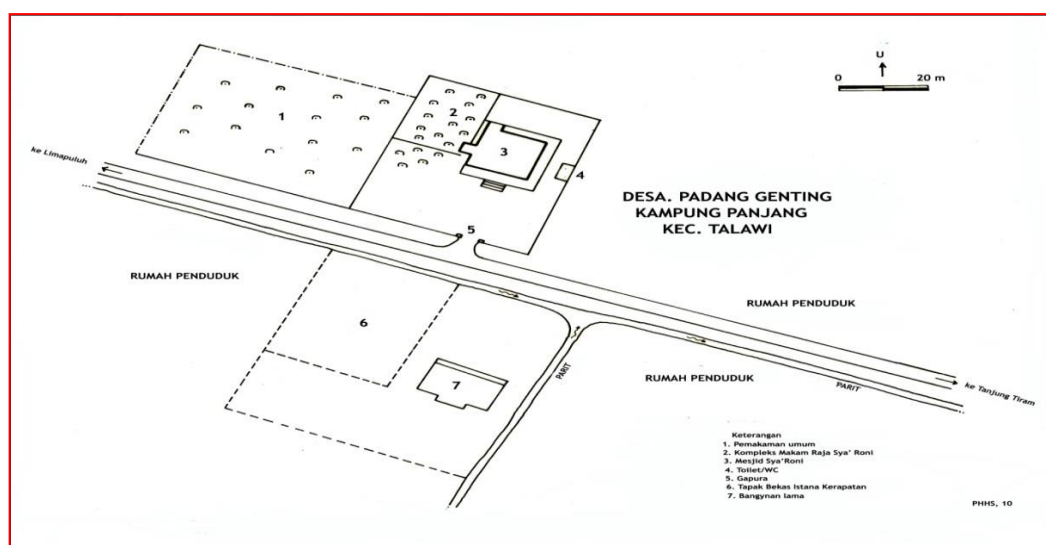 U
0 20 m
1
2
3
4
5
6
7
ke Limapuluh
DESA. PADANG GENTING
KAMPUNG PANJANG
KEC. TALAWI
RUMAH PENDUDUK
RUMAH PENDUDUK
RUMAH PENDUDUK
PARIT
PARIT
ke Tanjung Tiram
Keterangan
1. Pemakaman umum
2. Kompleks Makam Raja Sya' Roni
3. Mesjid Sya'Roni
4. Toilet/WC
5. Gapura
6. Tapak Bekas Istana Kerapatan
7. Bangynan lama
PHHS, 10